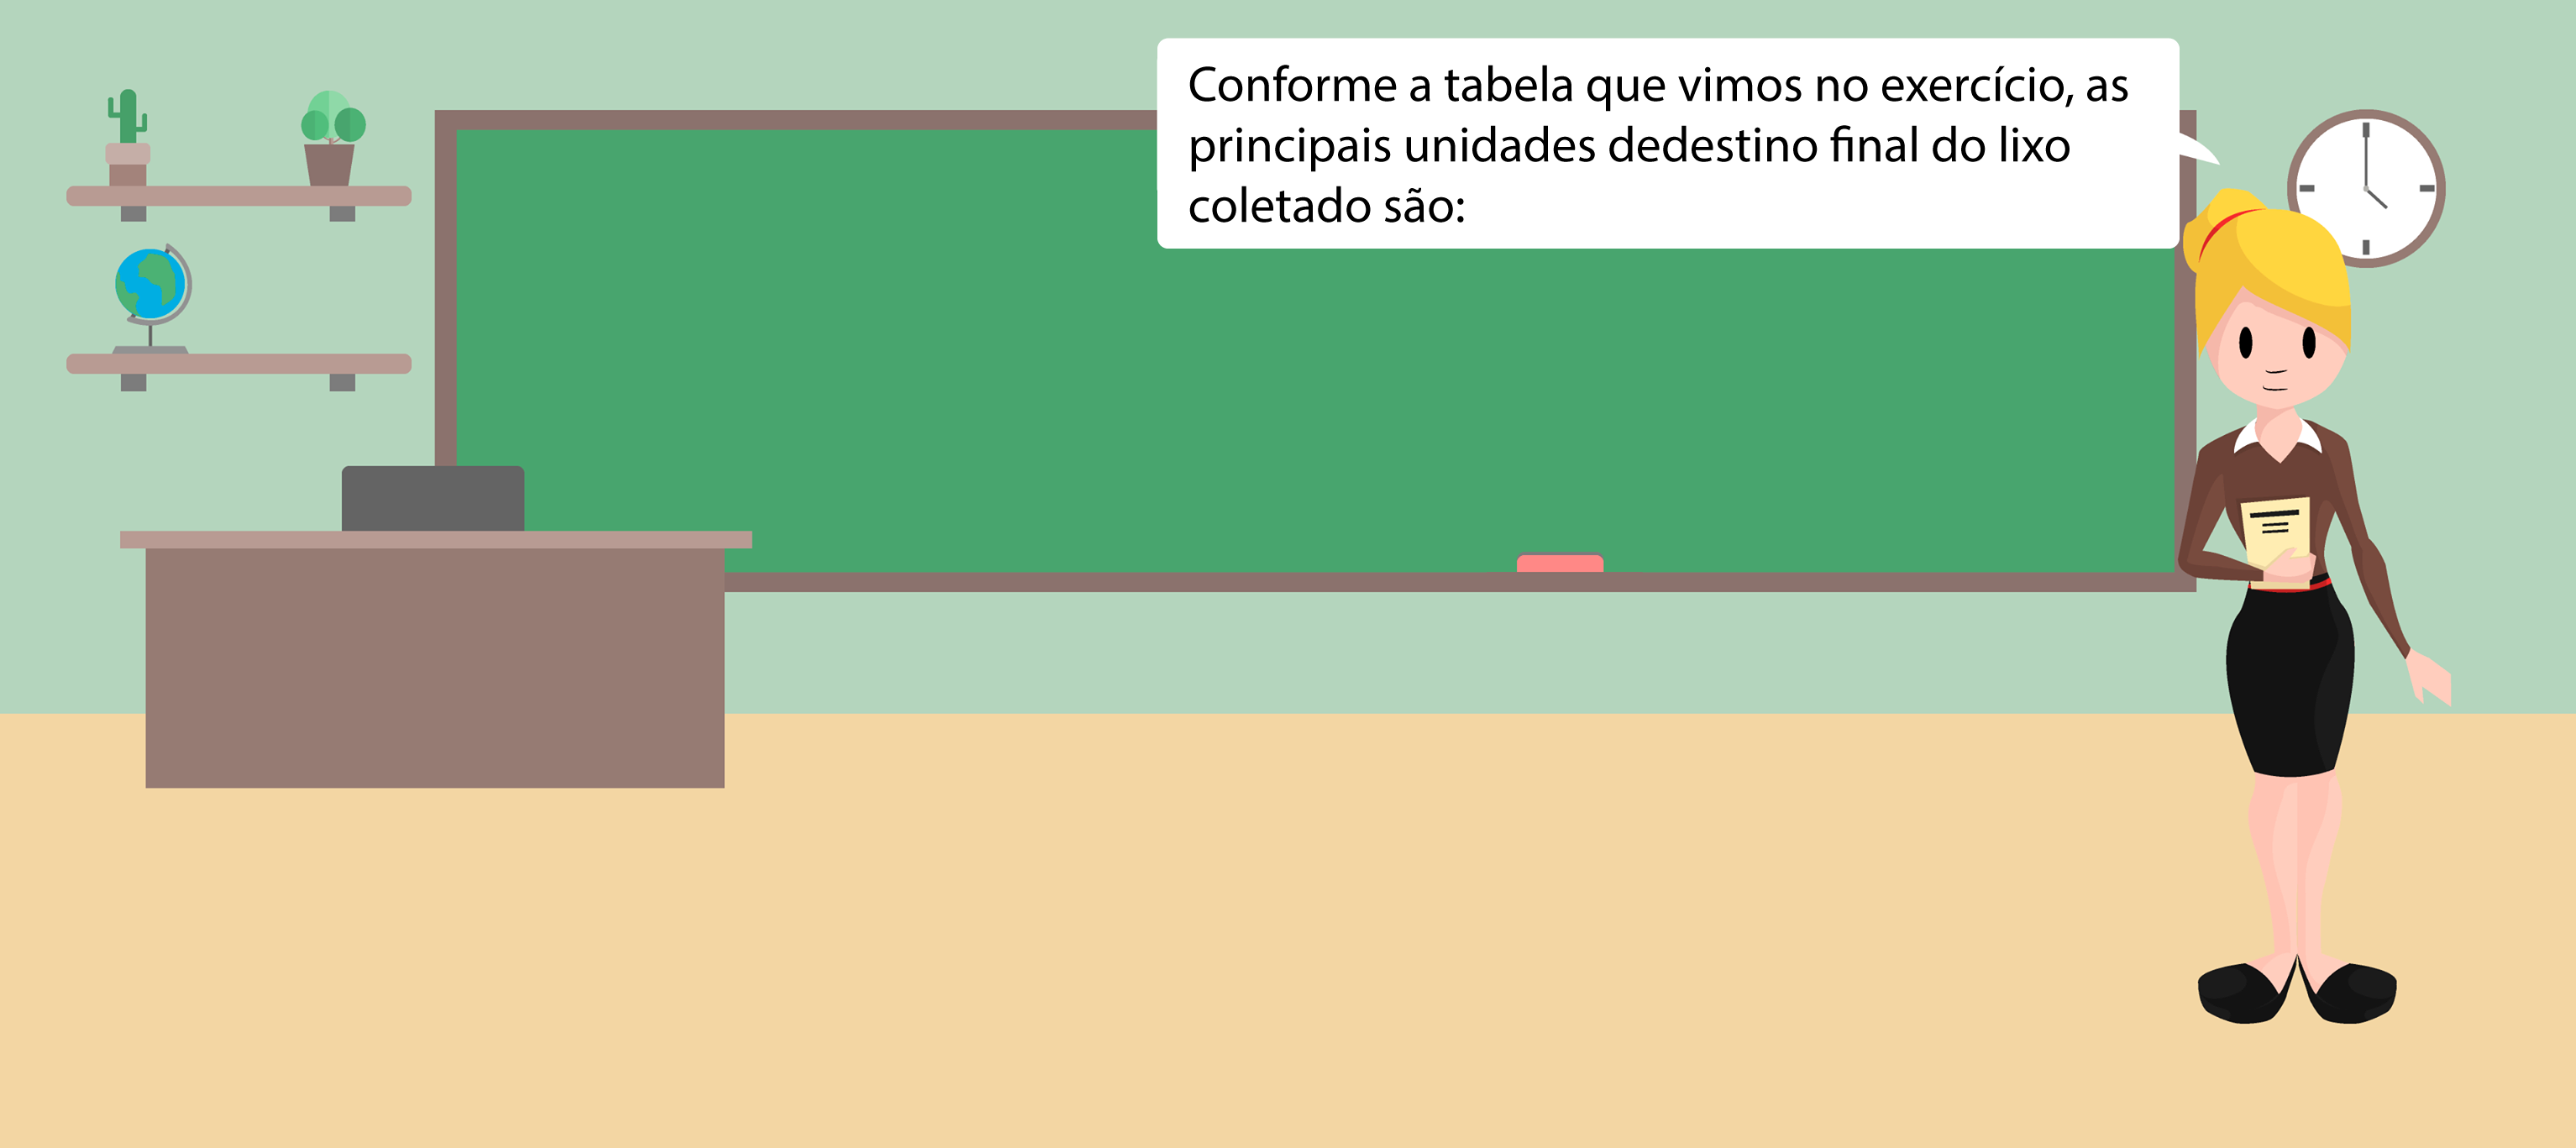 Conforme a tabela que vimos no exercício, as
principais unidades dedestino final do lixo
coletado são: